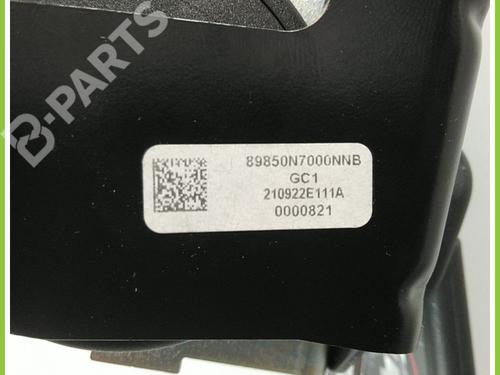 B-PARTS
89850N7000NNB
GC1
210922E111A
0000821